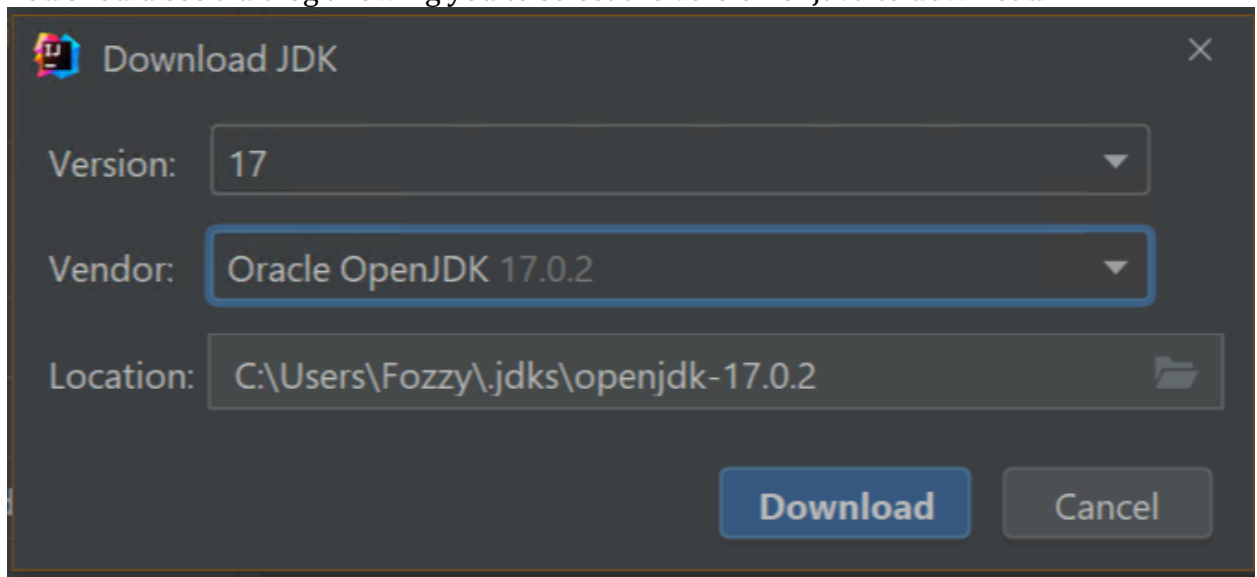 Download JDK
Version: 17
Vendor: Oracle OpenJDK 17.0.2
Location: C:\Users\Fozzy\.jdks\openjdk-17.0.2
Download Cancel